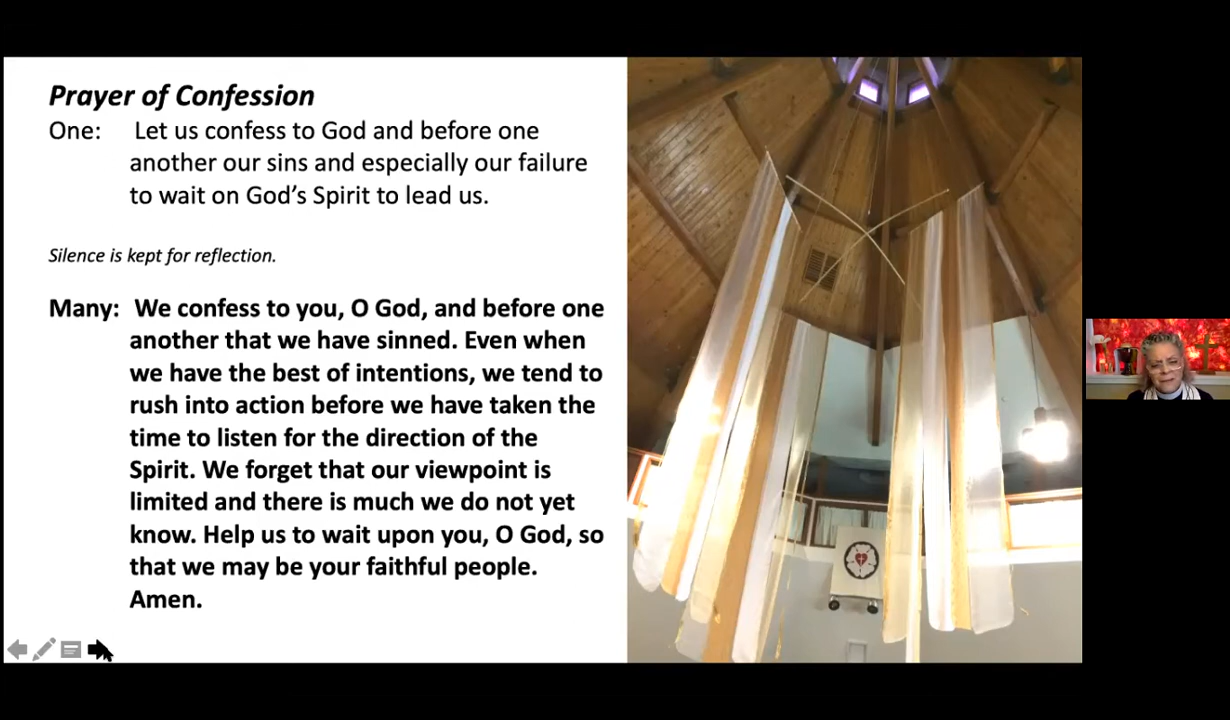 Prayer of Confession
One: Let us confess to God and before one
another our sins and especially our failure
to wait on God’s Spirit to lead us.
Silence is kept for reflection.
Many: We confess to you, O God, and before one
another that we have sinned. Even when
we have the best of intentions, we tend to
rush into action before we have taken the
time to listen for the direction of the
Spirit. We forget that our viewpoint is
limited and there is much we do not yet
know. Help us to wait upon you, O God, so
that we may be your faithful people.
Amen.